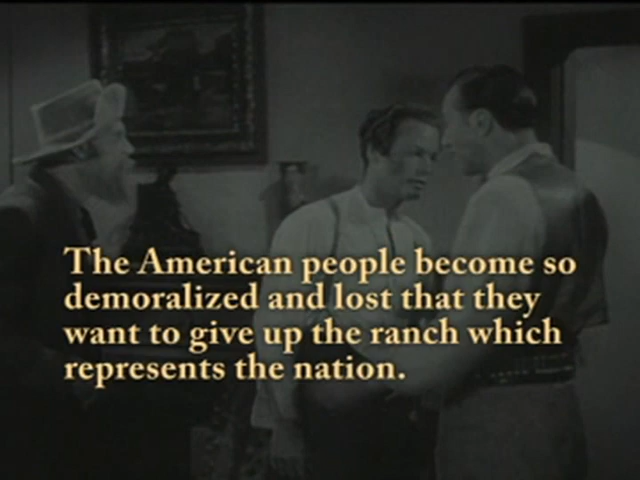 The American people become so
demoralized and lost that they
want to give up the ranch which
represents the nation.